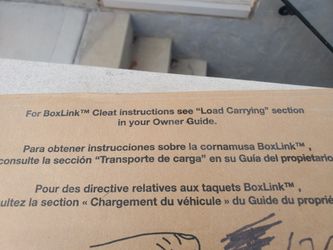 For BoxLink™ Cleat instructions see “Load Carrying” section
in your Owner Guide.
Para obtener instrucciones sobre la cornamusa BoxLink™ ,
consulte la sección “Transporte de carga” en su Guía del propietario
Pour des directive relatives aux taquets BoxLink™ ,
ultez la section « Chargement du véhicule » du Guide du proprié